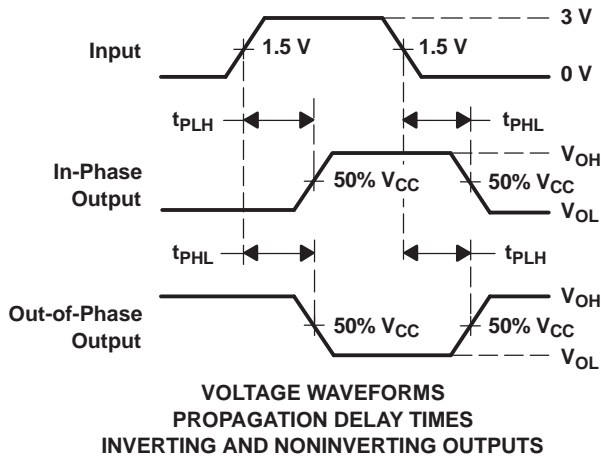 3 V
Input
1.5 V
1.5 V
0 V
tPLH
tPHL
In-Phase
Output
VOH
50% VCC
50% VCC
VOL
tPHL
tPLH
Out-of-Phase
Output
VOH
50% VCC
50% VCC
VOL
VOLTAGE WAVEFORMS
PROPAGATION DELAY TIMES
INVERTING AND NONINVERTING OUTPUTS